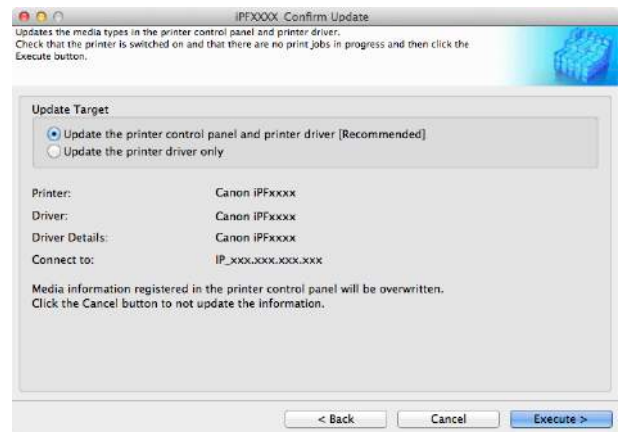 iPFXXXX Confirm Update
Updates the media types in the printer control panel and printer driver.
Check that the printer is switched on and that there are no print jobs in progress and then click the
Execute button.
Update Target
Update the printer control panel and printer driver [Recommended]
Update the printer driver only
Printer: Canon iPFxxxx
Driver: Canon iPFxxxx
Driver Details: Canon iPFxxxx
Connect to: IP_xxx.xxx.xxx.xxx
Media information registered in the printer control panel will be overwritten.
Click the Cancel button to not update the information.
< Back Cancel Execute >